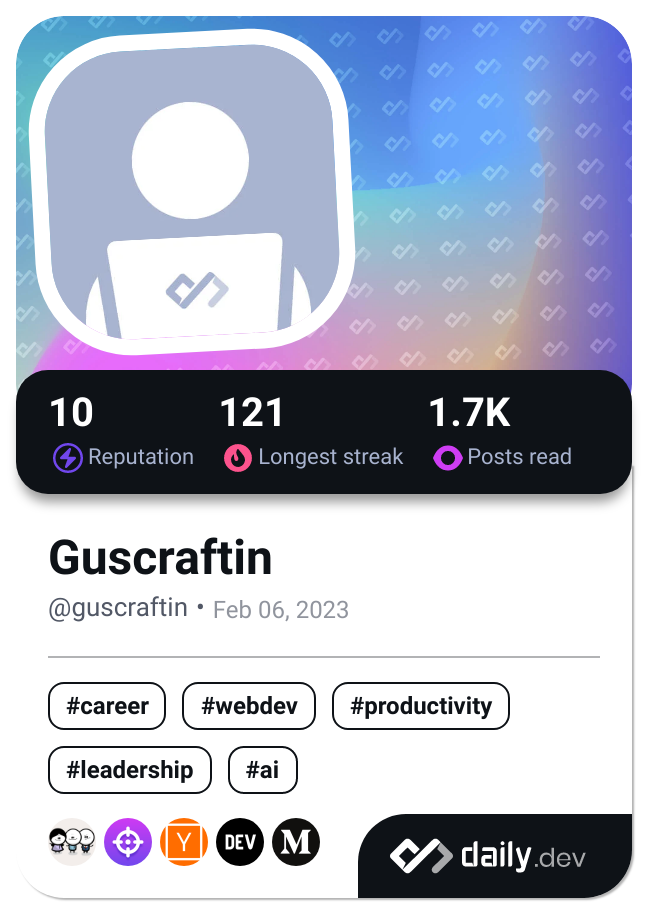 10 121 1.7K
Reputation Longest streak Posts read
Guscraftin
@guscraftin • Feb 06, 2023
#career #webdev #productivity
#leadership #ai
Y DEV M
daily.dev